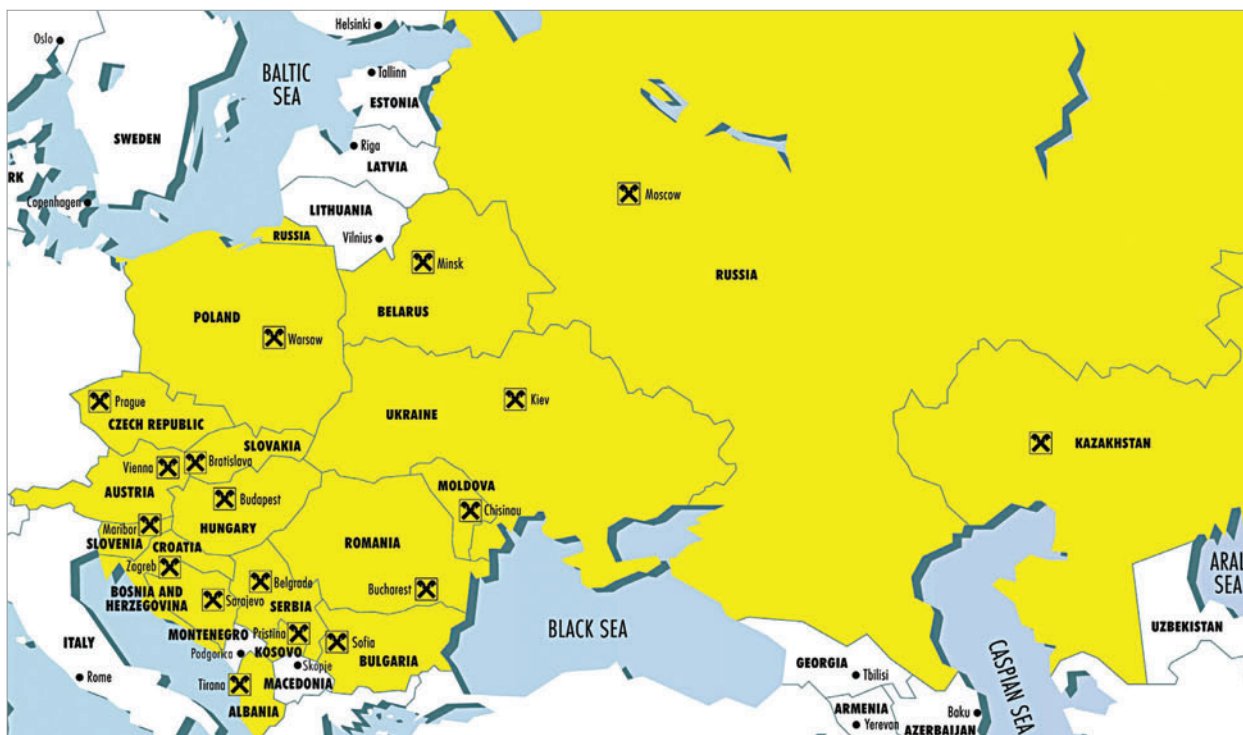 Helsinki
Oslo
BALTIC
SEA
Tallinn
ESTONIA
SWEDEN
Riga
LATVIA
RK
Moscow
Copenhagen
LITHUANIA
RUSSIA
Vilnius
Minsk
RUSSIA
BELARUS
POLAND
Warsaw
Prague
Kiev
CZECH REPUBLIC
UKRAINE
SLOVAKIA
KAZAKHSTAN
Vienna
Bratislava
AUSTRIA
MOLDOVA
Budapest
Chisinau
Maribor
HUNGARY
SLOVENIA
CROATIA
ROMANIA
Zagreb
ARAL
SEA
BOSNIA AND
HERZEGOVINA
Belgrade
Bucharest
Sarajevo
SERBIA
BLACK SEA
UZBEKISTAN
MONTENEGRO
Pristina
ITALY
Sofia
Podgorica
KOSOVO
BULGARIA
CASPIAN SEA
Skopje
GEORGIA
Rome
Tbilisi
Tirana
MACEDONIA
ALBANIA
ARMENIA
Baku
Yerevan
AZERBAIJAN